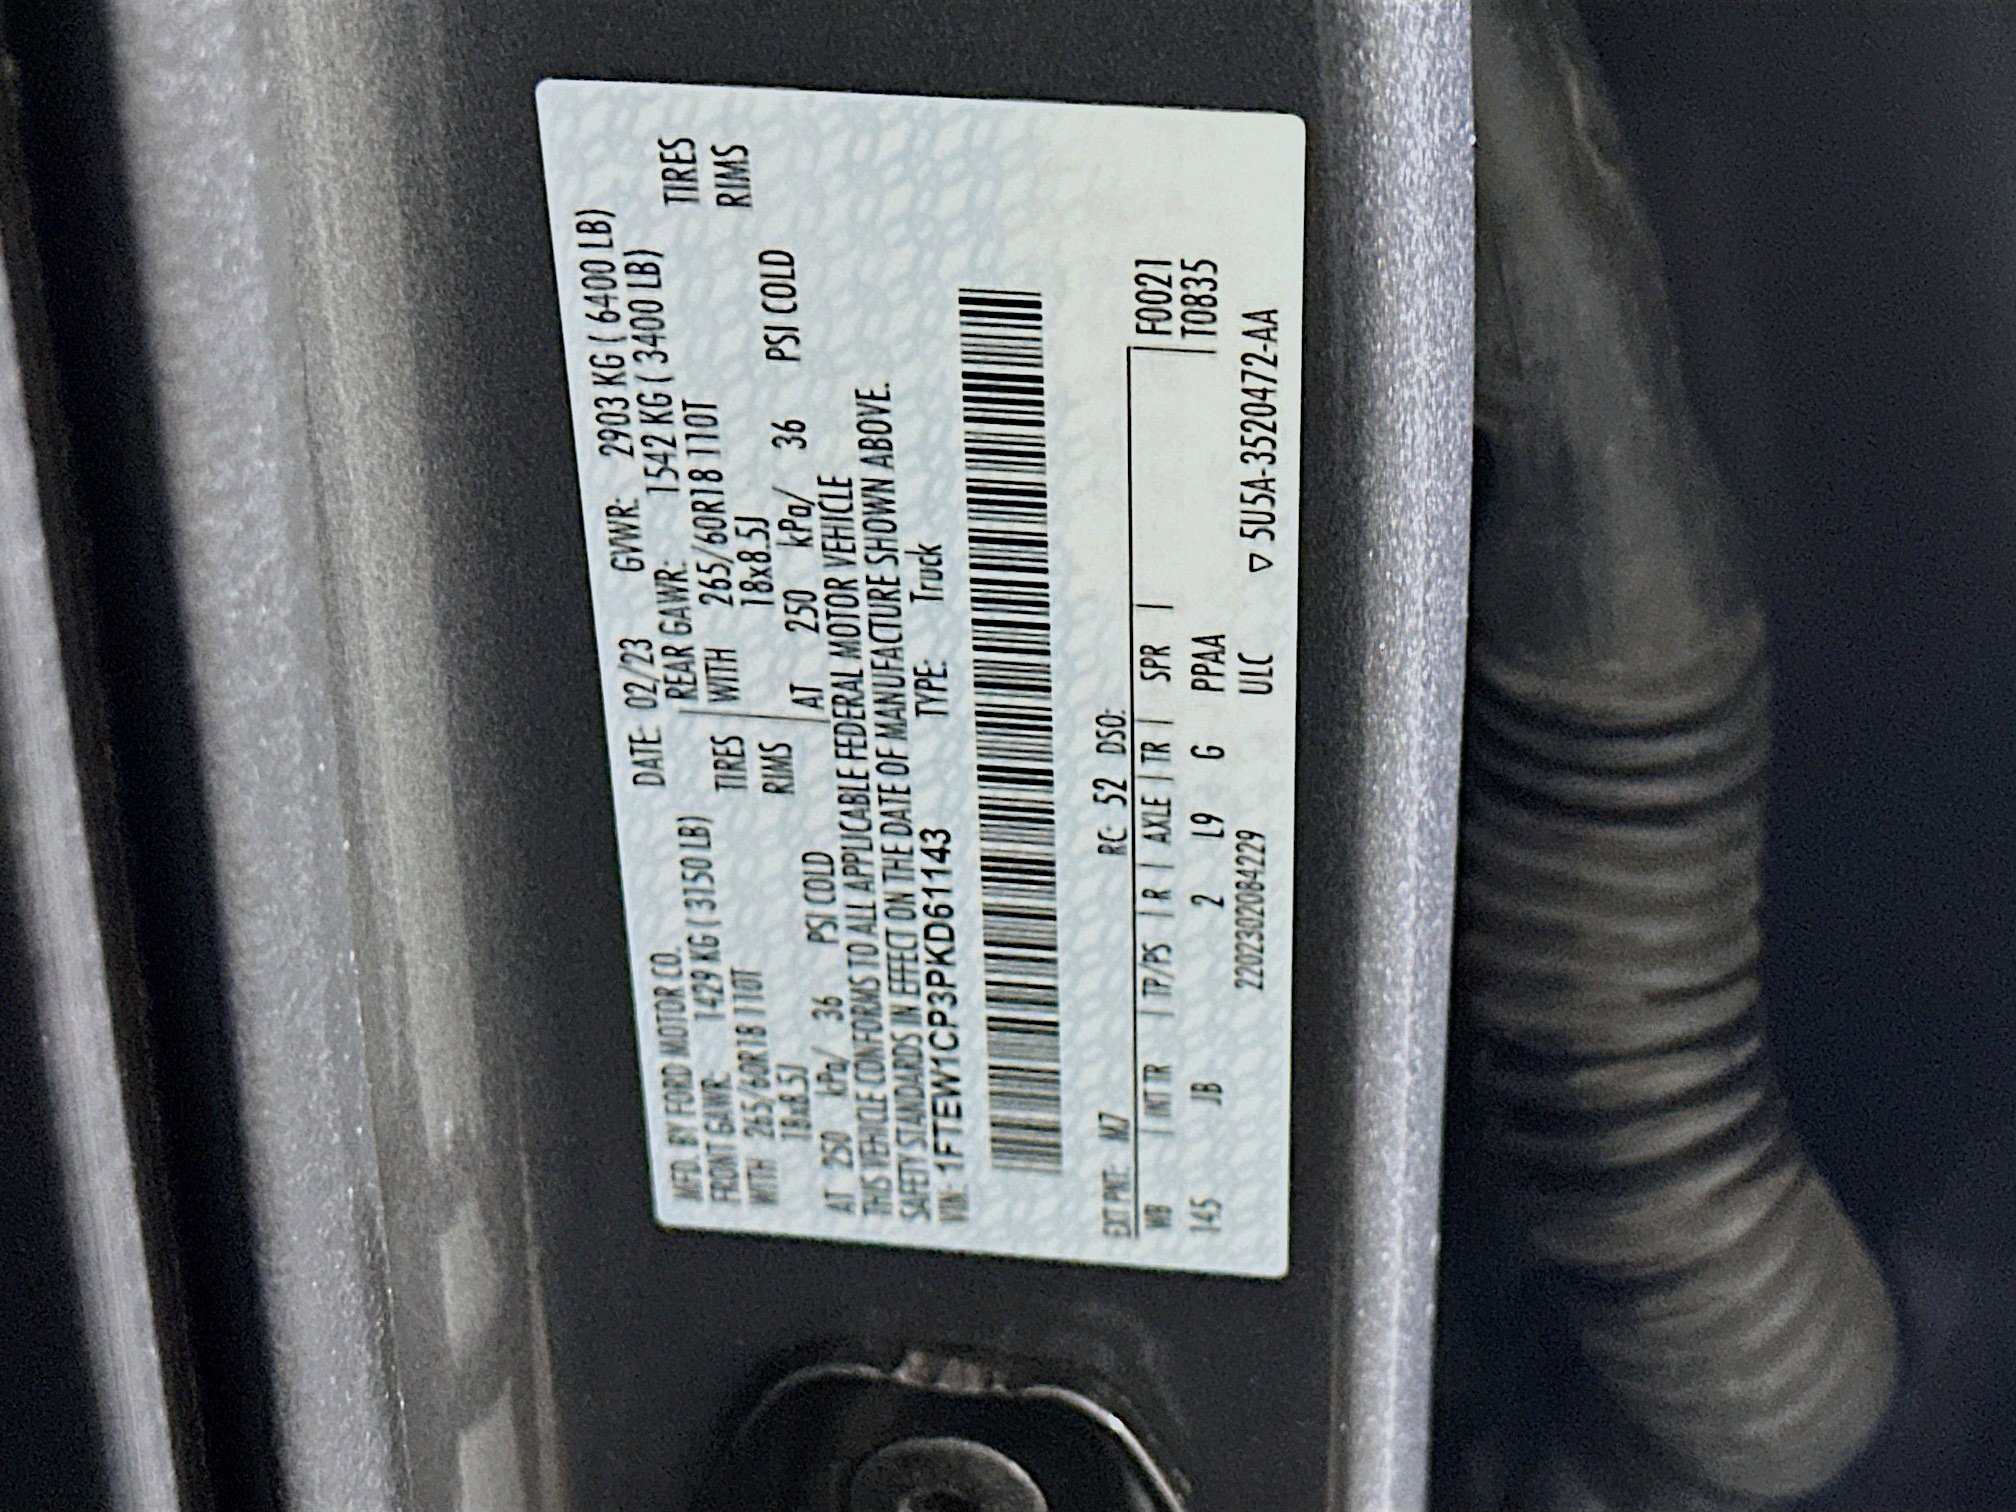 MFD. BY FORD MOTOR CO.
DATE: 02/23 GVWR: 2903 KG ( 6400 LB)
FRONT GAWR: 1429 KG ( 3150 LB) REAR GAWR: 1542 KG ( 3400 LB)
WITH 265/60R18 110T TIRES WITH 265/60R18 110T TIRES
18x8.5J RIMS 18x8.5J RIMS
AT 250 kPa/ 36 PSI COLD AT 250 kPa/ 36 PSI COLD
THIS VEHICLE CONFORMS TO ALL APPLICABLE FEDERAL MOTOR VEHICLE
SAFETY STANDARDS IN EFFECT ON THE DATE OF MANUFACTURE SHOWN ABOVE.
VIN: 1FTEW1CP3PKD61143 TYPE: Truck
EXT PNT: M7 RC: 52 DSO:
WB | INT TR | TP/PS | R | AXLE | TR | SPR | F0021
145 JB 2 L9 G PPAA T0B35
2202302084229 ULC ▽ 5U5A-3520472-AA